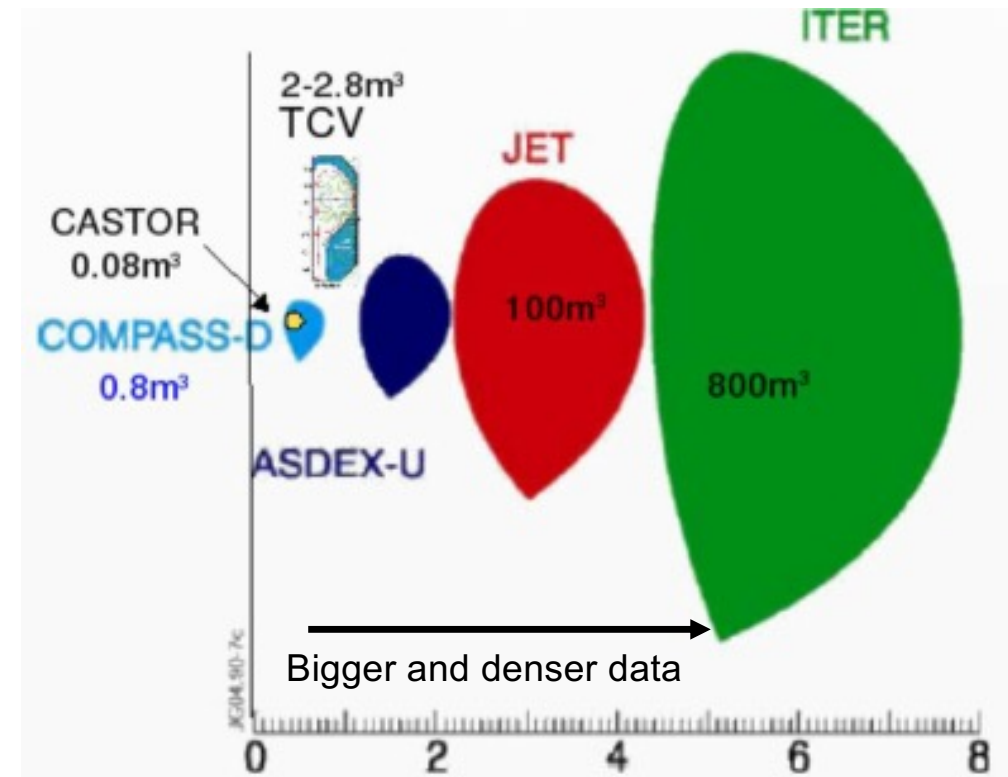 ITER
2-2.8m³
TCV
JET
CASTOR
0.08m³
100m³
COMPASS-D
0.8m³
800m³
ASDEX-U
Bigger and denser data
JG04.90-7c
0 2 4 6 8